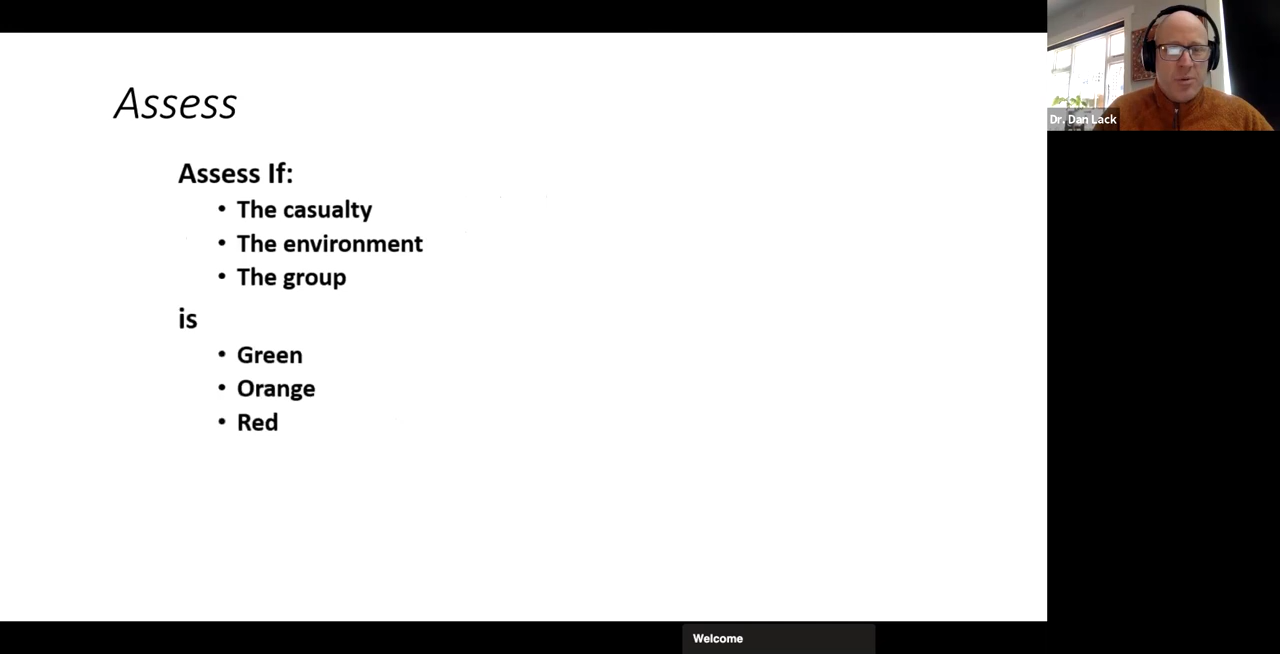 Assess
Assess If:
• The casualty
• The environment
• The group
is
• Green
• Orange
• Red
Dr. Dan Lack
Welcome